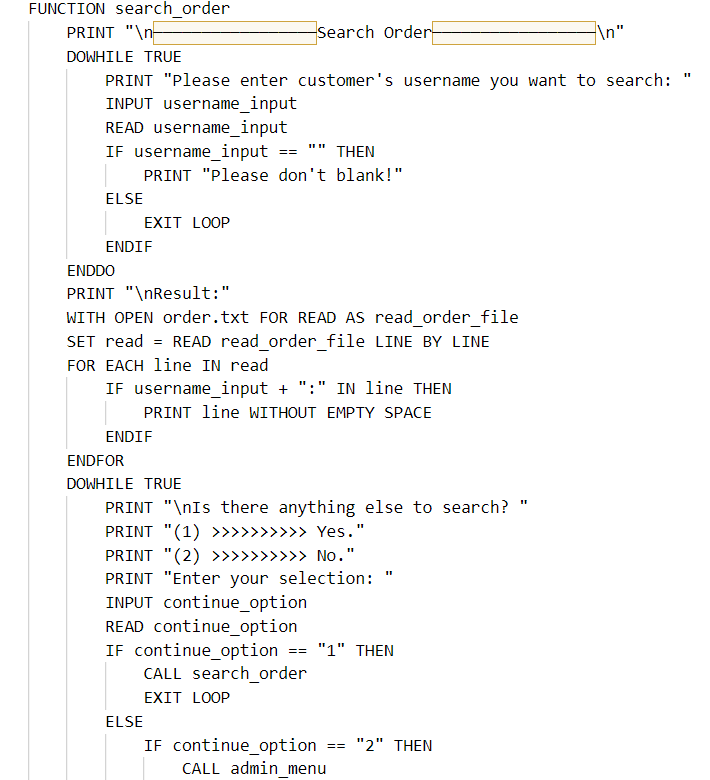 FUNCTION search_order
PRINT "\n─────────────────Search Order─────────────────\n"
DOWHILE TRUE
PRINT "Please enter customer's username you want to search: "
INPUT username_input
READ username_input
IF username_input == "" THEN
PRINT "Please don't blank!"
ELSE
EXIT LOOP
ENDIF
ENDDO
PRINT "\nResult:"
WITH OPEN order.txt FOR READ AS read_order_file
SET read = READ read_order_file LINE BY LINE
FOR EACH line IN read
IF username_input + ":" IN line THEN
PRINT line WITHOUT EMPTY SPACE
ENDIF
ENDFOR
DOWHILE TRUE
PRINT "\nIs there anything else to search? "
PRINT "(1) >>>>>>>>>> Yes."
PRINT "(2) >>>>>>>>>> No."
PRINT "Enter your selection: "
INPUT continue_option
READ continue_option
IF continue_option == "1" THEN
CALL search_order
EXIT LOOP
ELSE
IF continue_option == "2" THEN
CALL admin_menu